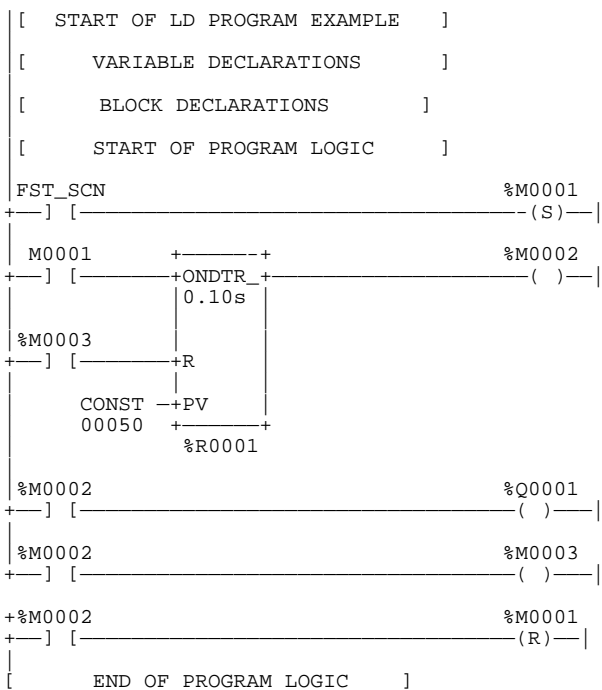 [ START OF LD PROGRAM EXAMPLE ]
[ VARIABLE DECLARATIONS ]
[ BLOCK DECLARATIONS ]
[ START OF PROGRAM LOGIC ]
FST_SCN %M0001
(S)
M0001 %M0002
ONDTR_ ( )
0.10s
%M0003
R
CONST PV
00050
%R0001
%M0002 %Q0001
( )
%M0002 %M0003
( )
%M0002 %M0001
(R)
[ END OF PROGRAM LOGIC ]